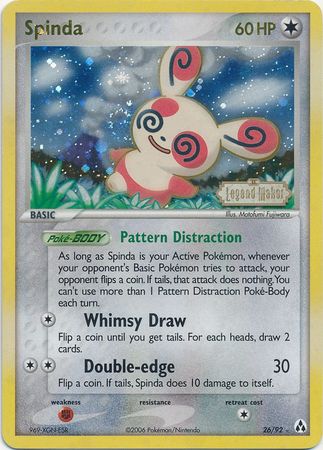 Spinda 60 HP
Legend Maker
BASIC Illus. Motofumi Fujiwara
Poké-BODY Pattern Distraction
As long as Spinda is your Active Pokémon, whenever
your opponent's Basic Pokémon tries to attack, your
opponent flips a coin. If tails, that attack does nothing. You
can't use more than 1 Pattern Distraction Poké-Body
each turn.
Whimsy Draw
Flip a coin until you get tails. For each heads, draw 2
cards.
Double-edge 30
Flip a coin. If tails, Spinda does 10 damage to itself.
weakness resistance retreat cost
969-XGN-ESR ©2006 Pokémon/Nintendo 26/92